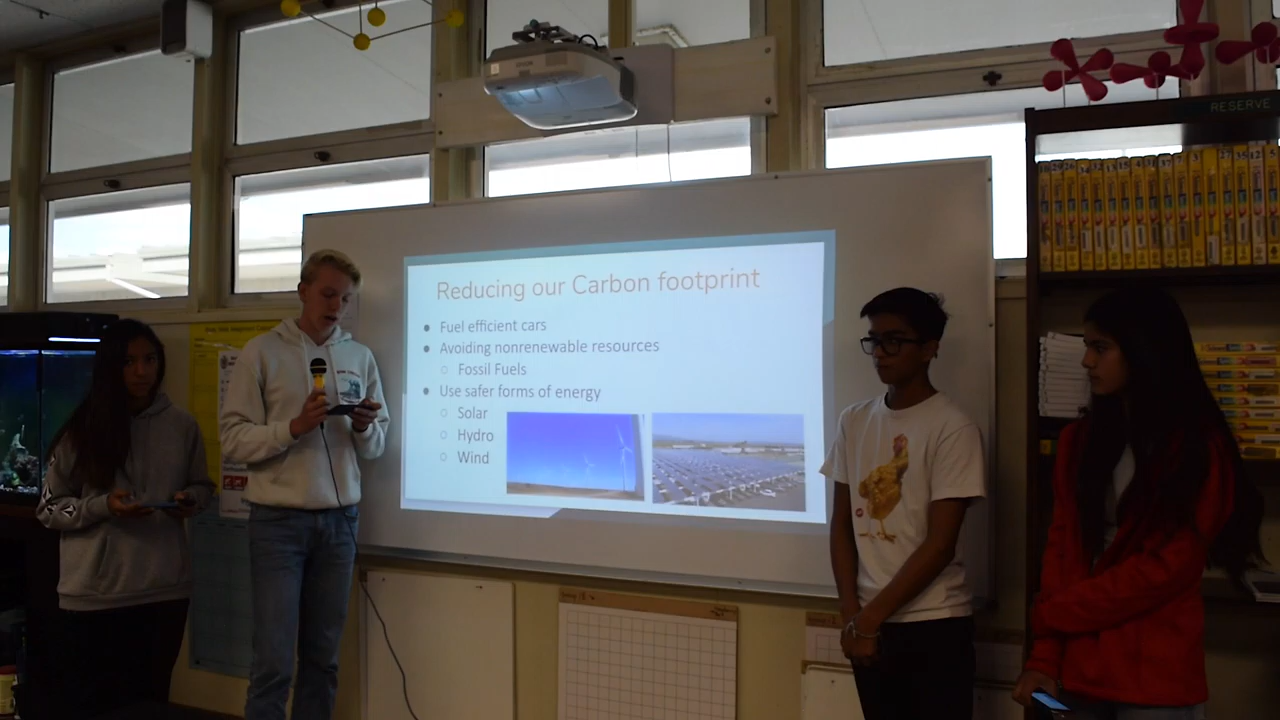 RESERVE
Reducing our Carbon footprint
● Fuel efficient cars
● Avoiding nonrenewable resources
○ Fossil Fuels
● Use safer forms of energy
○ Solar
○ Hydro
○ Wind